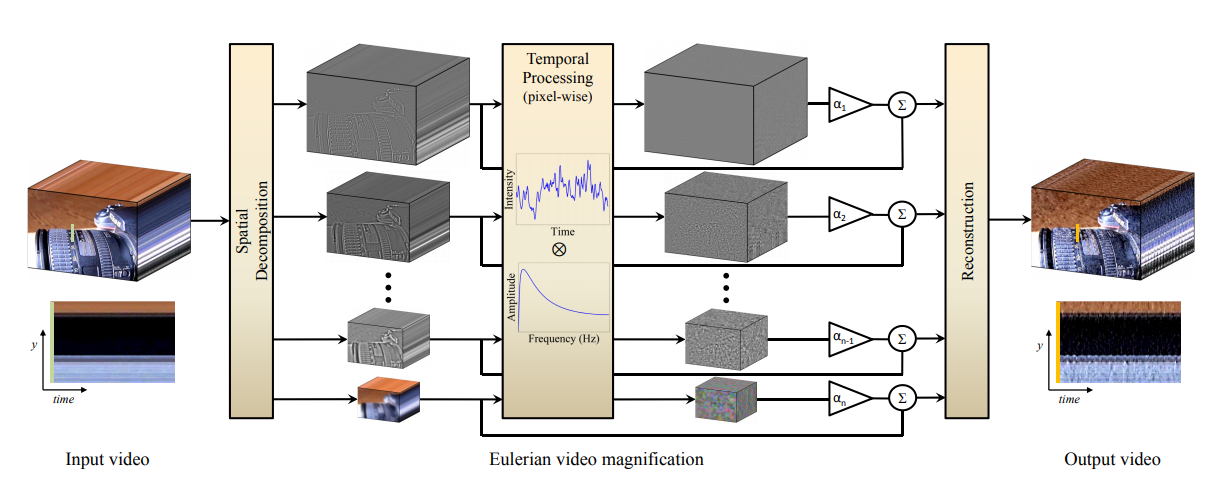 Temporal
Processing
(pixel-wise)
α1
Σ
Intensity
Time
Spatial
Decomposition
α2
Σ
⊗
Reconstruction
Amplitude
Frequency (Hz)
αn-1
Σ
y
time
αn
Σ
y
time
Input video
Eulerian video magnification
Output video